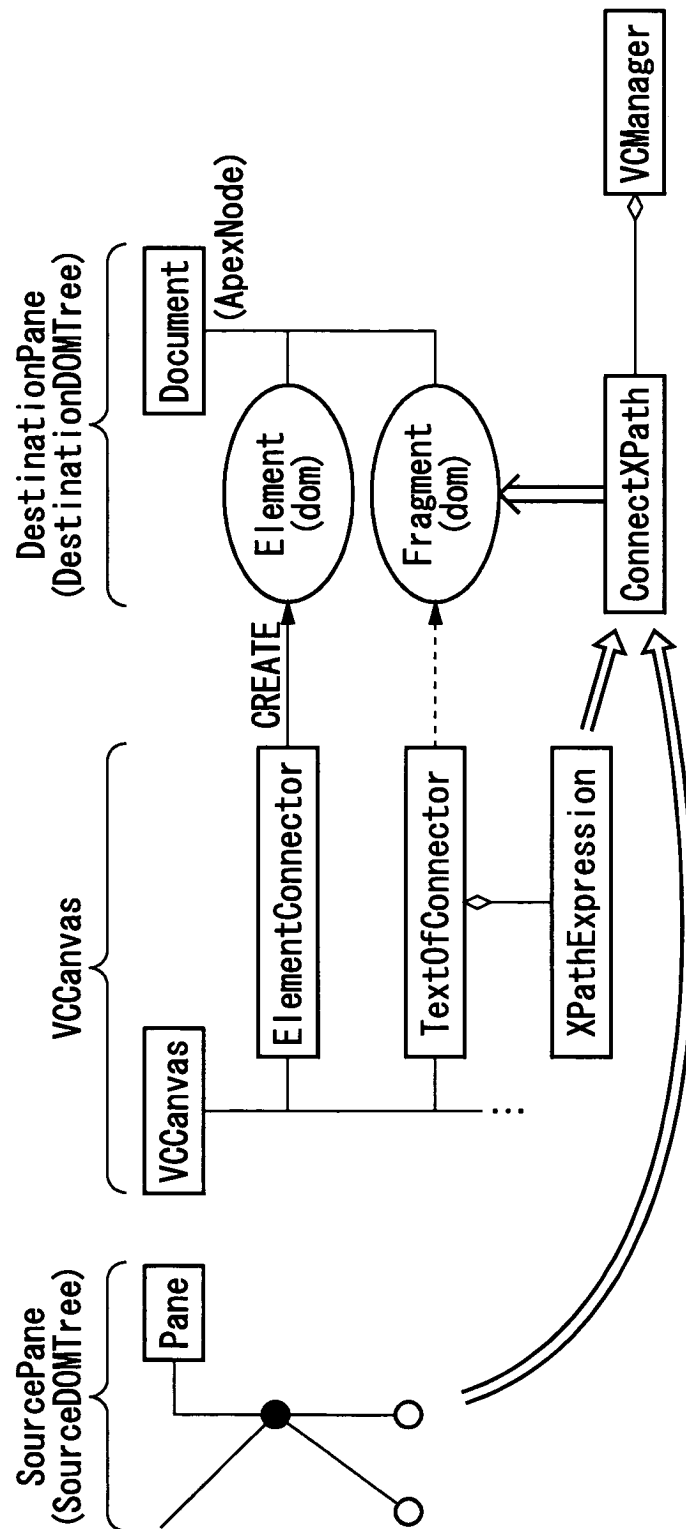 SourcePane
(SourceDOMTree)
Pane
VCCanvas
VCCanvas
ElementConnector
TextOfConnector
XPathExpression
...
CREATE
DestinationPane
(DestinationDOMTree)
Document
(ApexNode)
Element
(dom)
Fragment
(dom)
ConnectXPath
VCManager